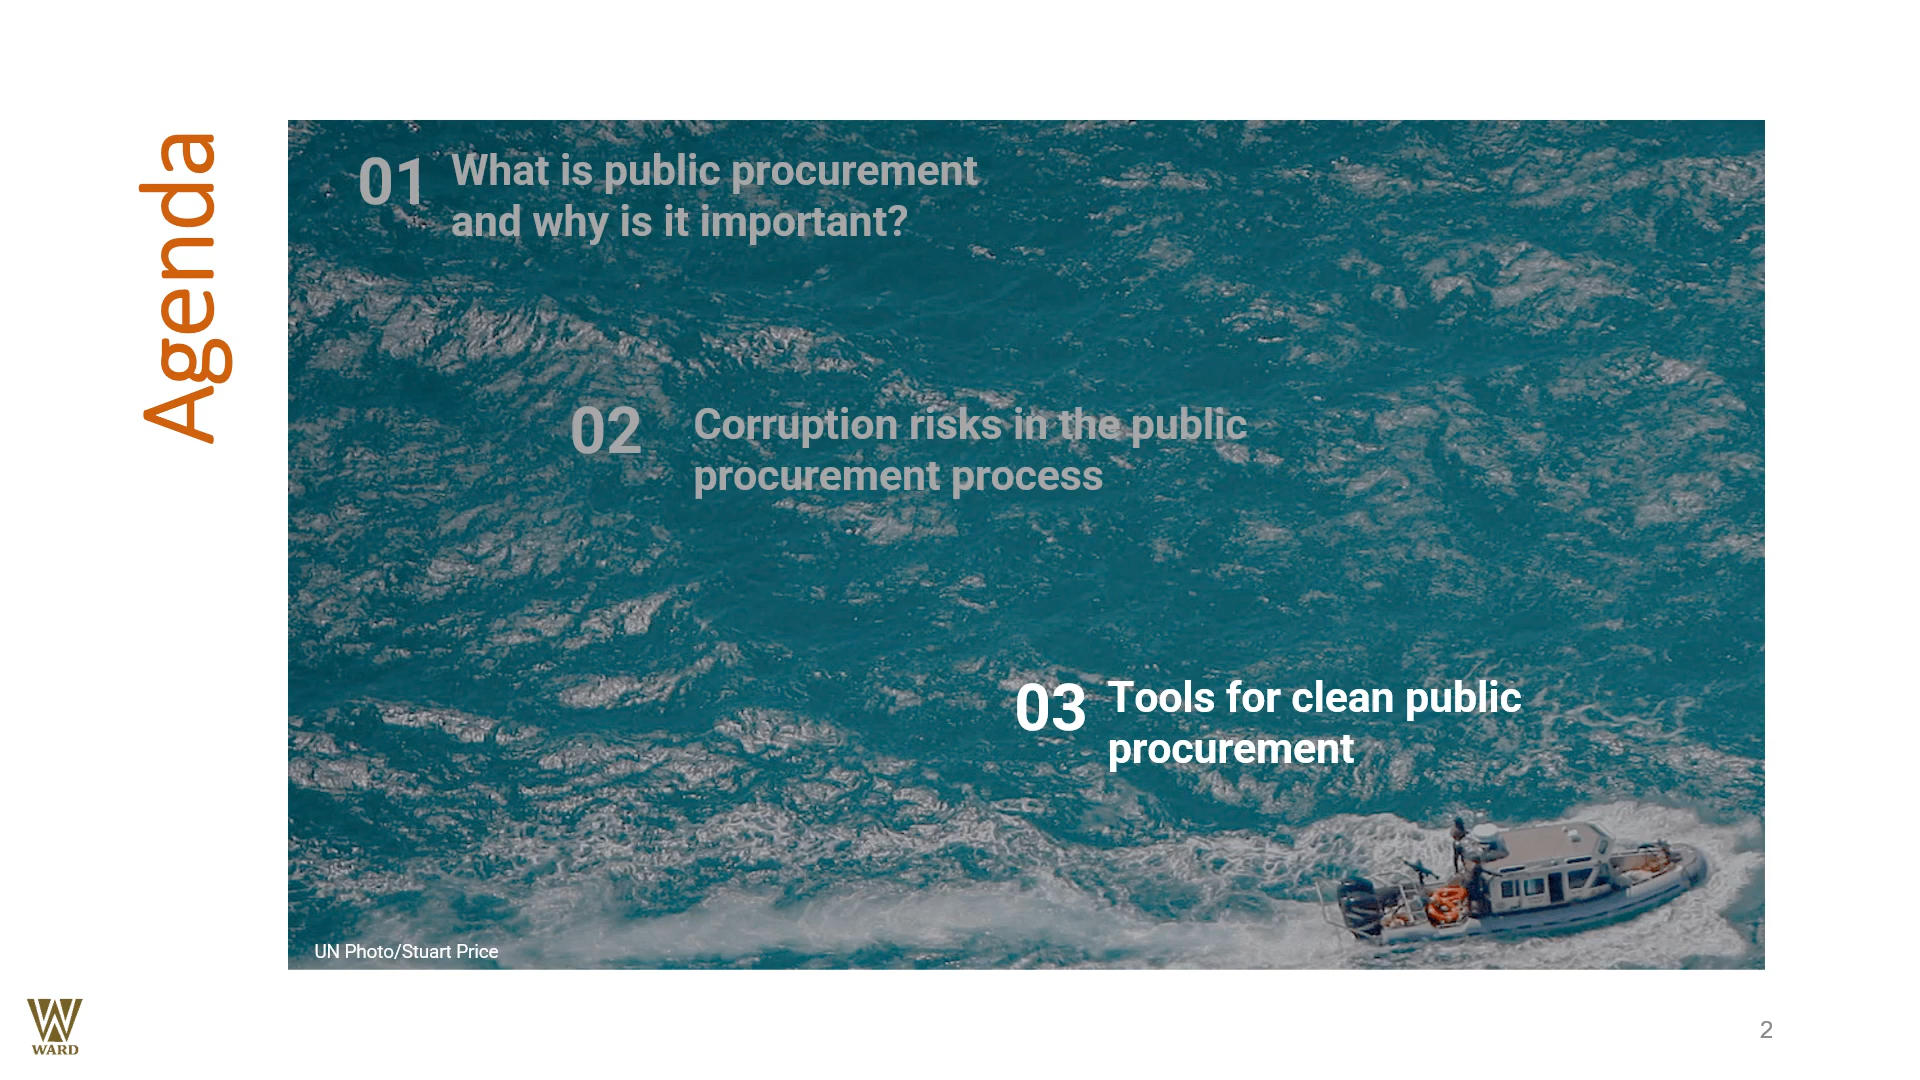 Agenda
01
What is public procurement
and why is it important?
02
Corruption risks in the public
procurement process
03
Tools for clean public
procurement
UN Photo/Stuart Price
WARD
2